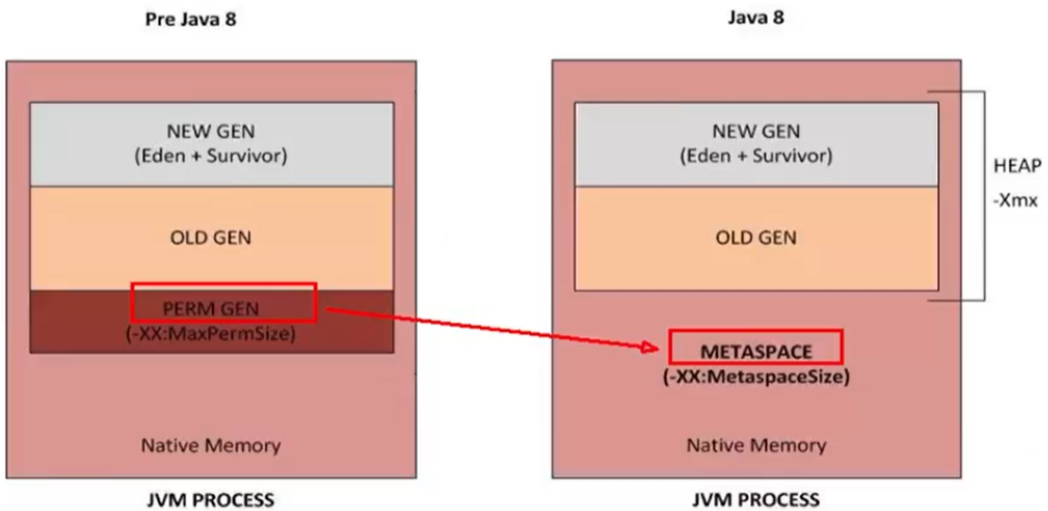 Pre Java 8
NEW GEN
(Eden + Survivor)
OLD GEN
PERM GEN
(-XX:MaxPermSize)
Native Memory
JVM PROCESS
Java 8
NEW GEN
(Eden + Survivor)
OLD GEN
HEAP
-Xmx
METASPACE
(-XX:MetaspaceSize)
Native Memory
JVM PROCESS